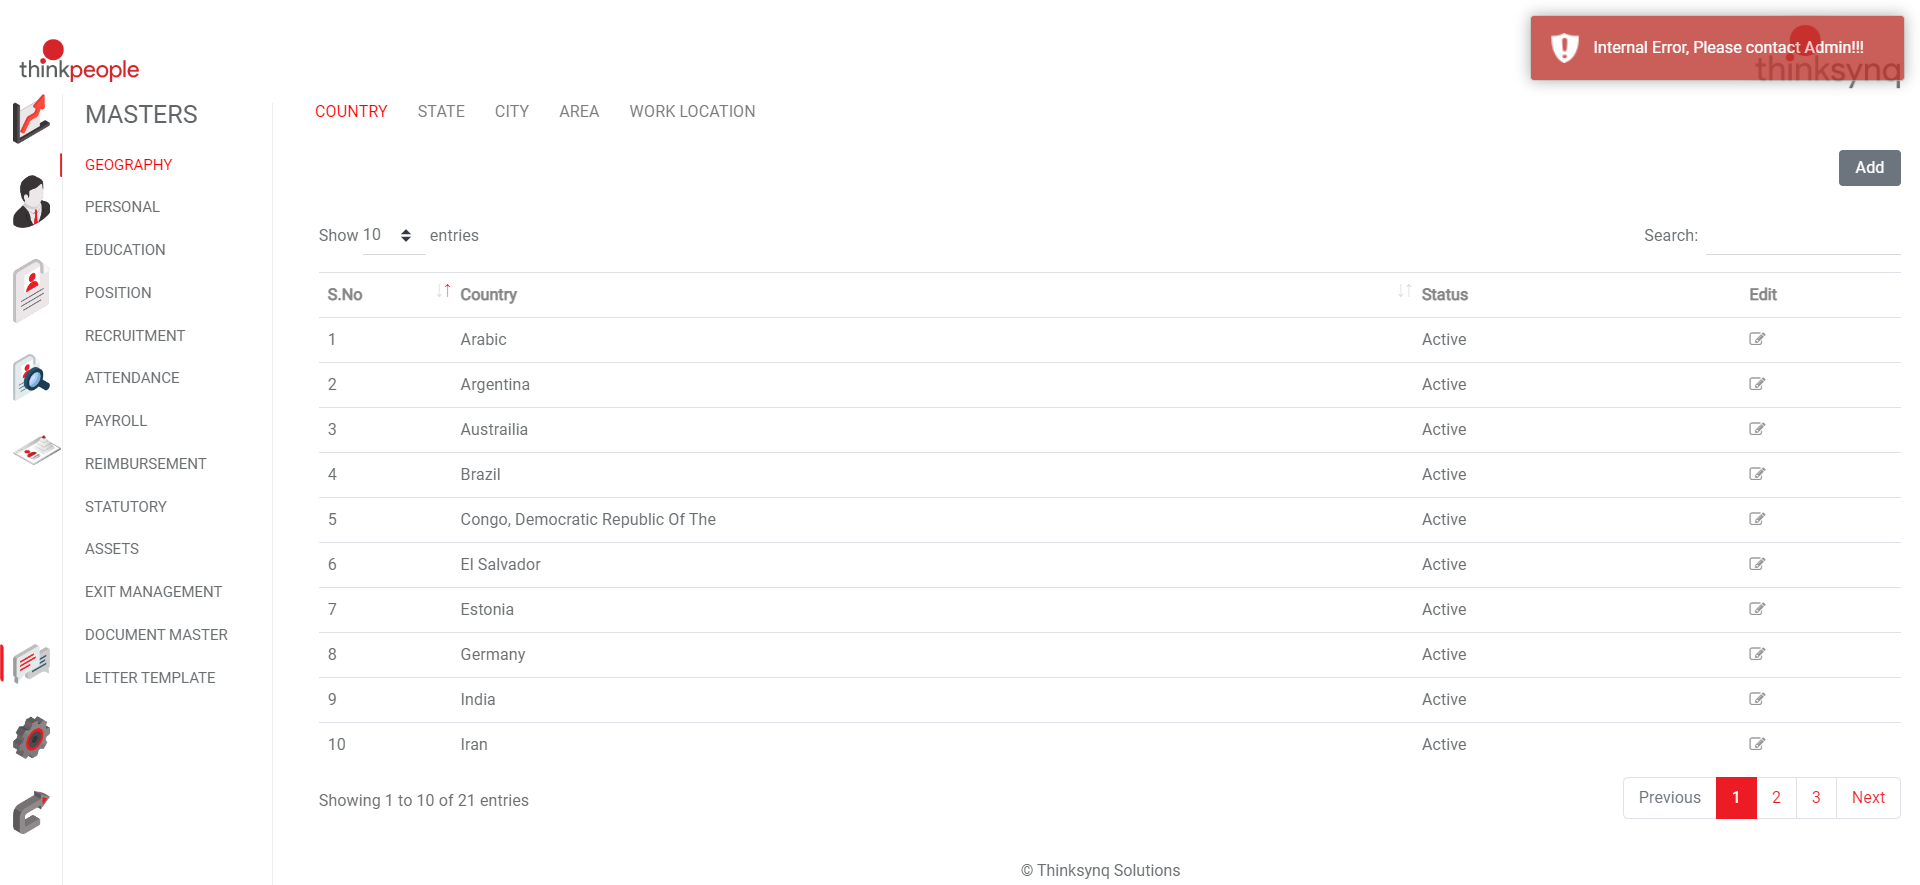 thinkpeople
Internal Error, Please contact Admin!!!
thinksynq
MASTERS
GEOGRAPHY
PERSONAL
EDUCATION
POSITION
RECRUITMENT
ATTENDANCE
PAYROLL
REIMBURSEMENT
STATUTORY
ASSETS
EXIT MANAGEMENT
DOCUMENT MASTER
LETTER TEMPLATE
COUNTRY STATE CITY AREA WORK LOCATION
Add
Show 10 entries Search:
S.No Country Status Edit
1 Arabic Active
2 Argentina Active
3 Austrailia Active
4 Brazil Active
5 Congo, Democratic Republic Of The Active
6 El Salvador Active
7 Estonia Active
8 Germany Active
9 India Active
10 Iran Active
Showing 1 to 10 of 21 entries Previous 1 2 3 Next
© Thinksynq Solutions